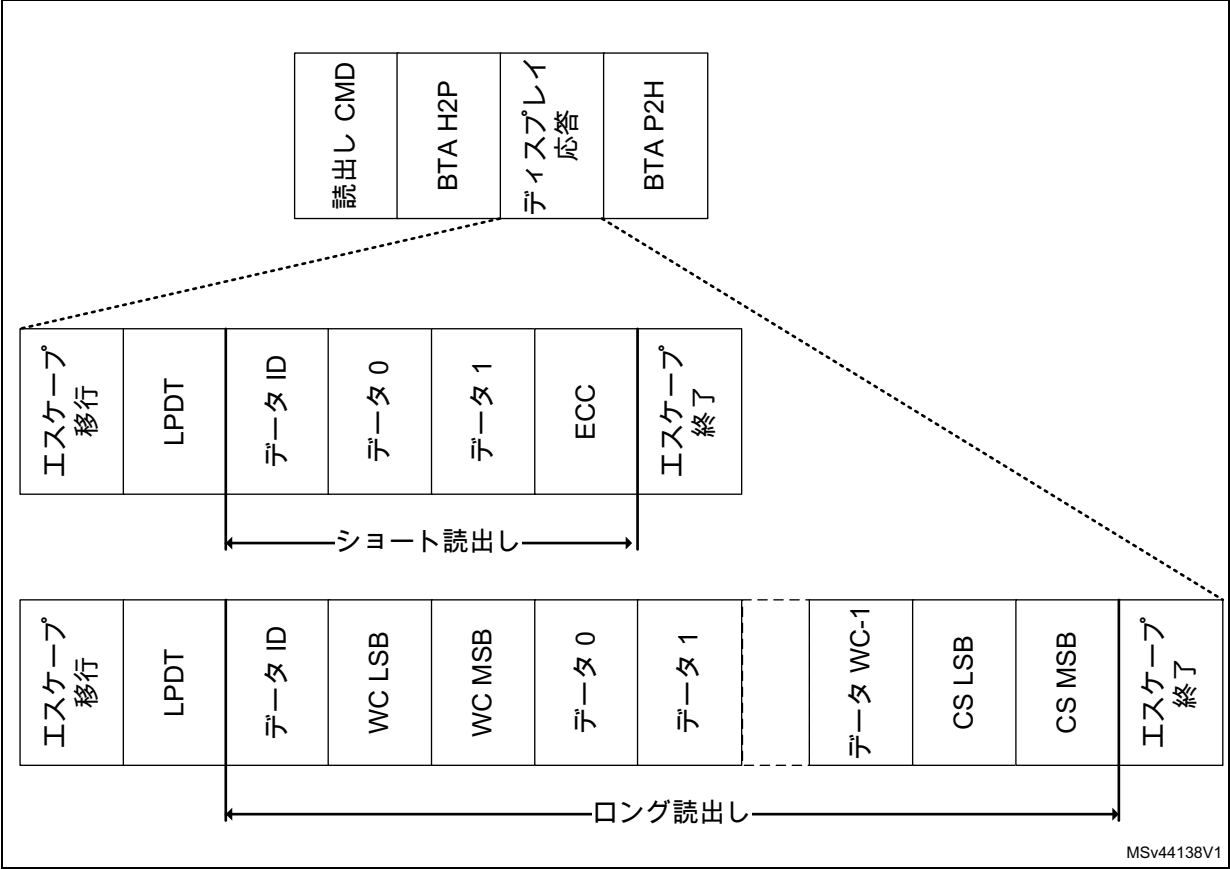 読出し CMD
BTA H2P
ディスプレイ
応答
BTA P2H
エスケープ
移行
LPDT
データ ID
データ 0
データ 1
ECC
エスケープ
終了
ショート読出し
エスケープ
移行
LPDT
データ ID
WC LSB
WC MSB
データ 0
データ 1
データ WC-1
CS LSB
CS MSB
エスケープ
終了
ロング読出し
MSv44138V1